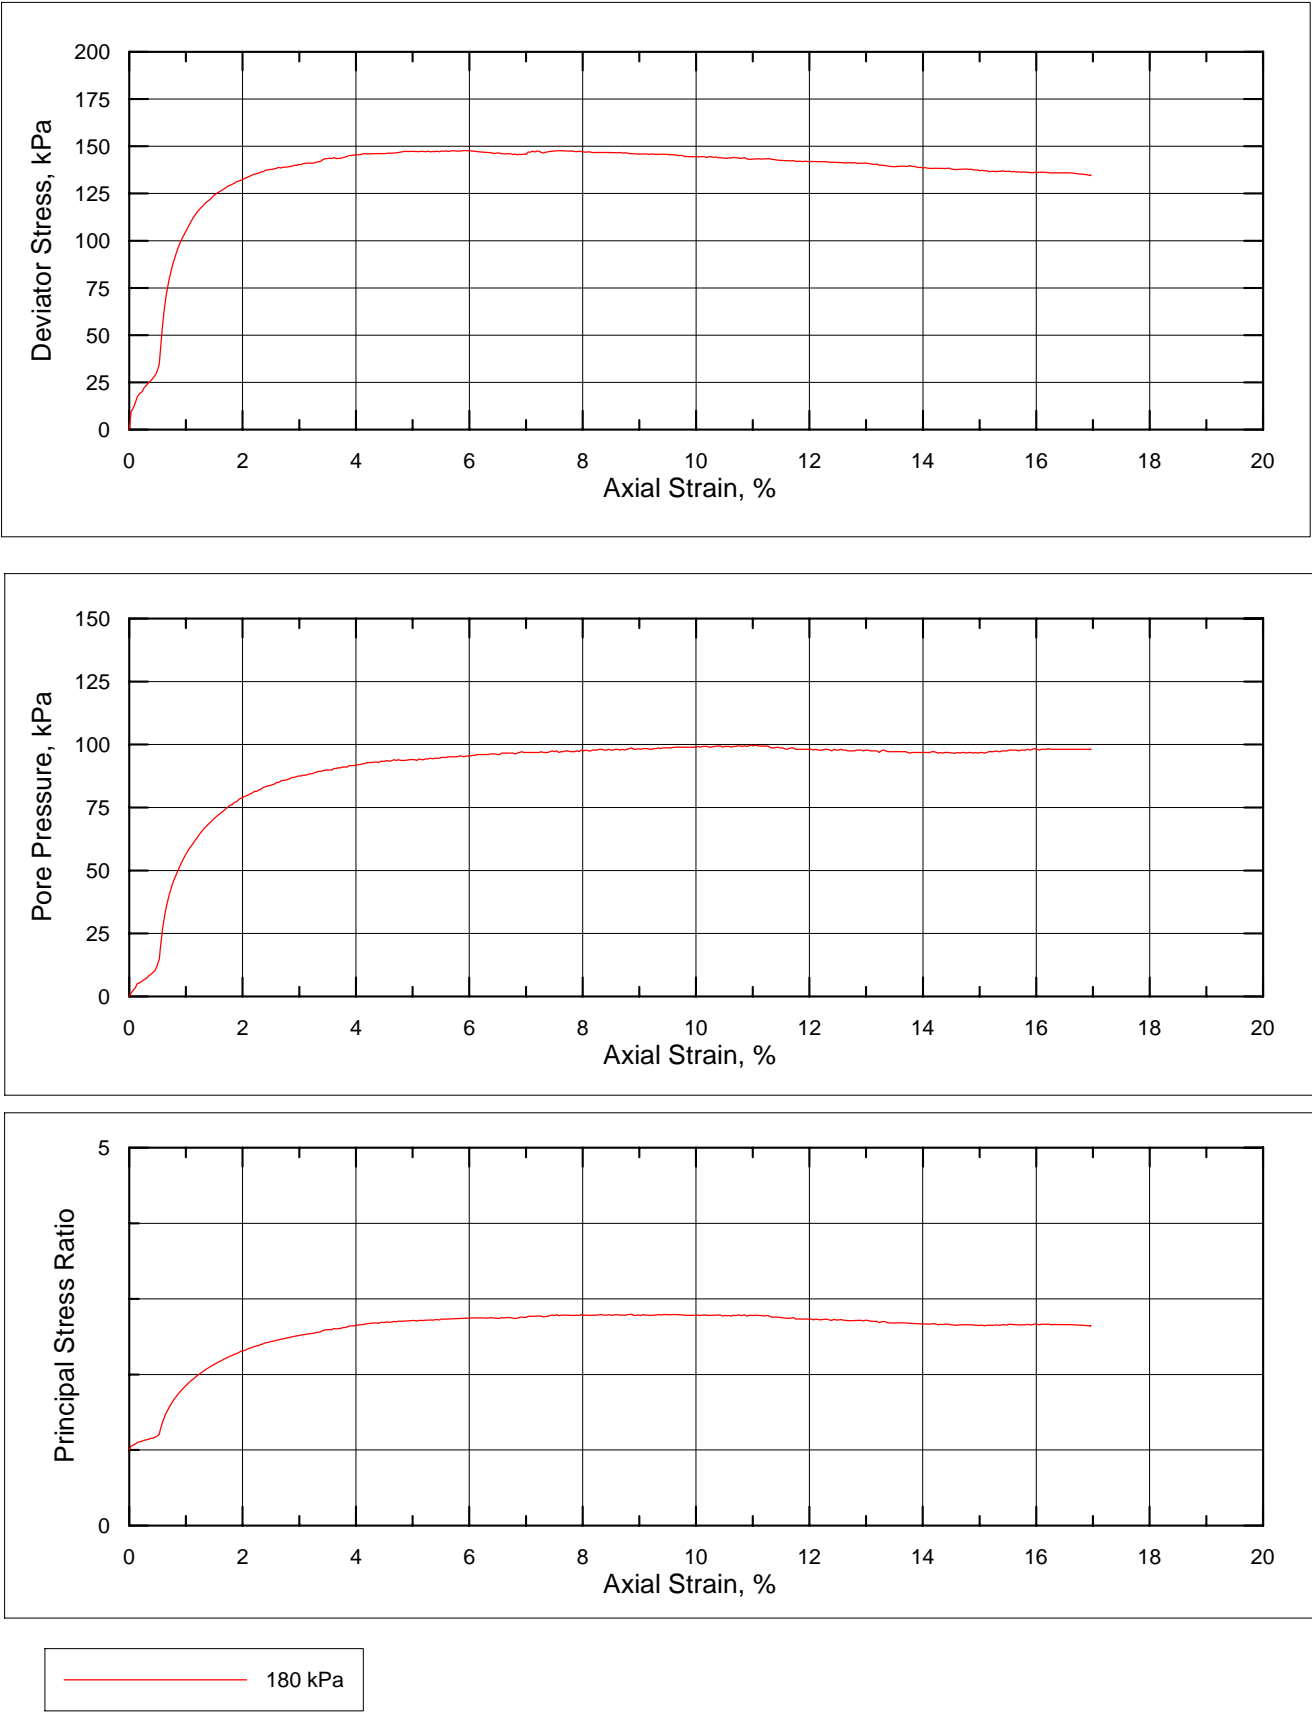 200
175
150
125
100
75
50
25
0
Deviator Stress, kPa
0 2 4 6 8 10 12 14 16 18 20
Axial Strain, %
150
125
100
75
50
25
0
Pore Pressure, kPa
0 2 4 6 8 10 12 14 16 18 20
Axial Strain, %
5
0
Principal Stress Ratio
0 2 4 6 8 10 12 14 16 18 20
Axial Strain, %
180 kPa